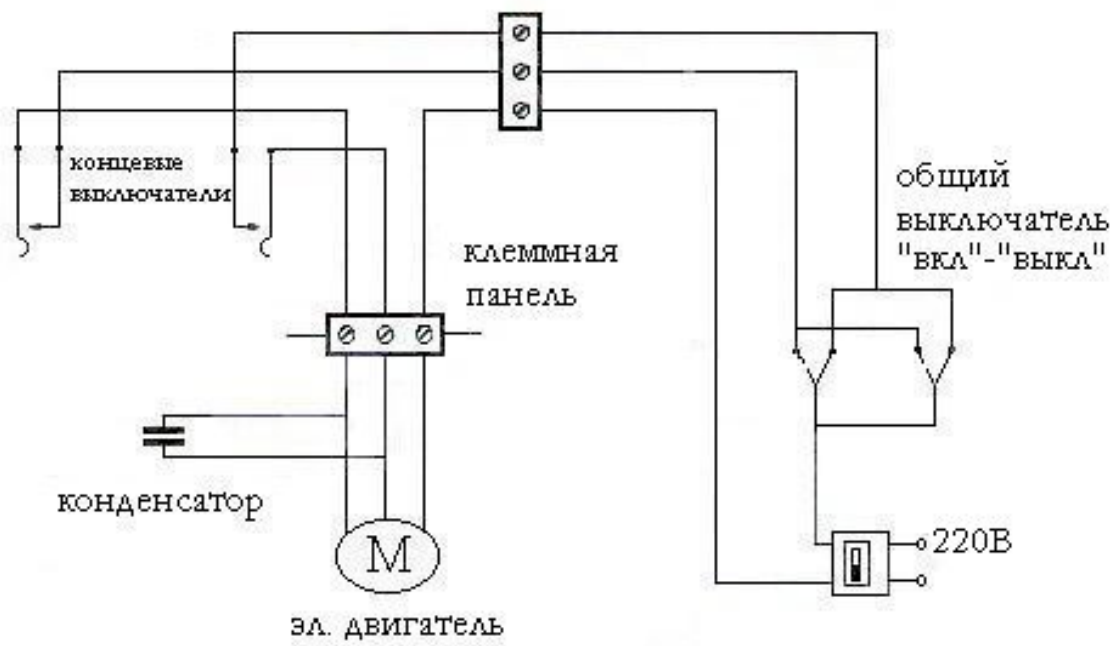 концевые
выключатели
общий
выключатель
"вкл"-"выкл"
клеммная
панель
конденсатор
220В
М
эл. двигатель